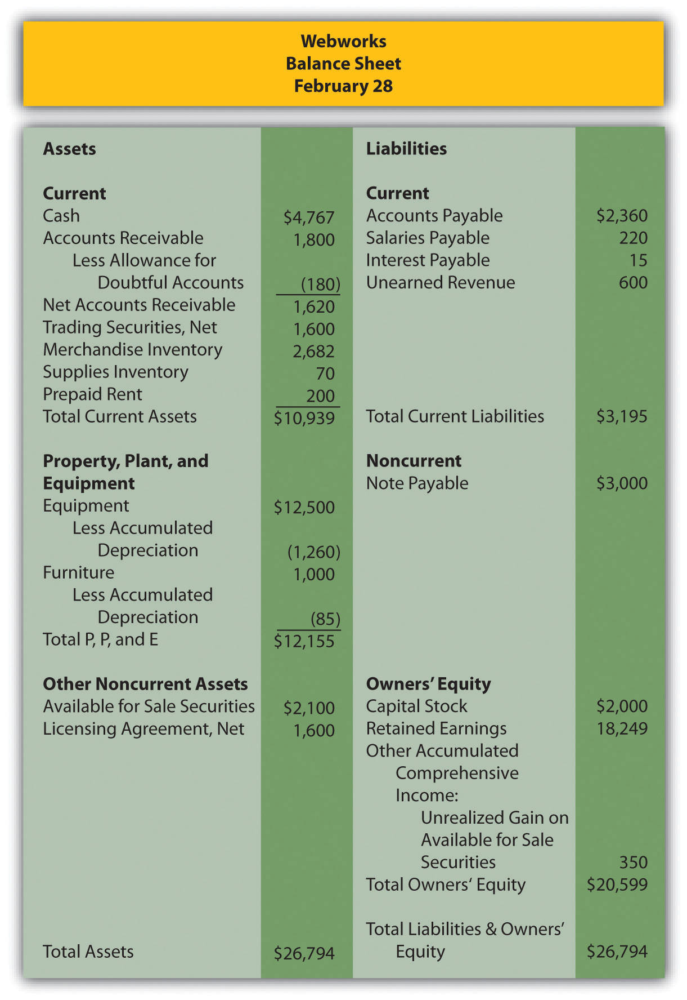 Webworks
Balance Sheet
February 28
Assets
Current
Cash $4,767
Accounts Receivable 1,800
Less Allowance for
Doubtful Accounts (180)
Net Accounts Receivable 1,620
Trading Securities, Net 1,600
Merchandise Inventory 2,682
Supplies Inventory 70
Prepaid Rent 200
Total Current Assets $10,939
Property, Plant, and
Equipment
Equipment $12,500
Less Accumulated
Depreciation (1,260)
Furniture 1,000
Less Accumulated
Depreciation (85)
Total P, P, and E $12,155
Other Noncurrent Assets
Available for Sale Securities $2,100
Licensing Agreement, Net 1,600
Total Assets $26,794
Liabilities
Current
Accounts Payable $2,360
Salaries Payable 220
Interest Payable 15
Unearned Revenue 600
Total Current Liabilities $3,195
Noncurrent
Note Payable $3,000
Owners’ Equity
Capital Stock $2,000
Retained Earnings 18,249
Other Accumulated
Comprehensive
Income:
Unrealized Gain on
Available for Sale
Securities 350
Total Owners‘ Equity $20,599
Total Liabilities & Owners’
Equity $26,794